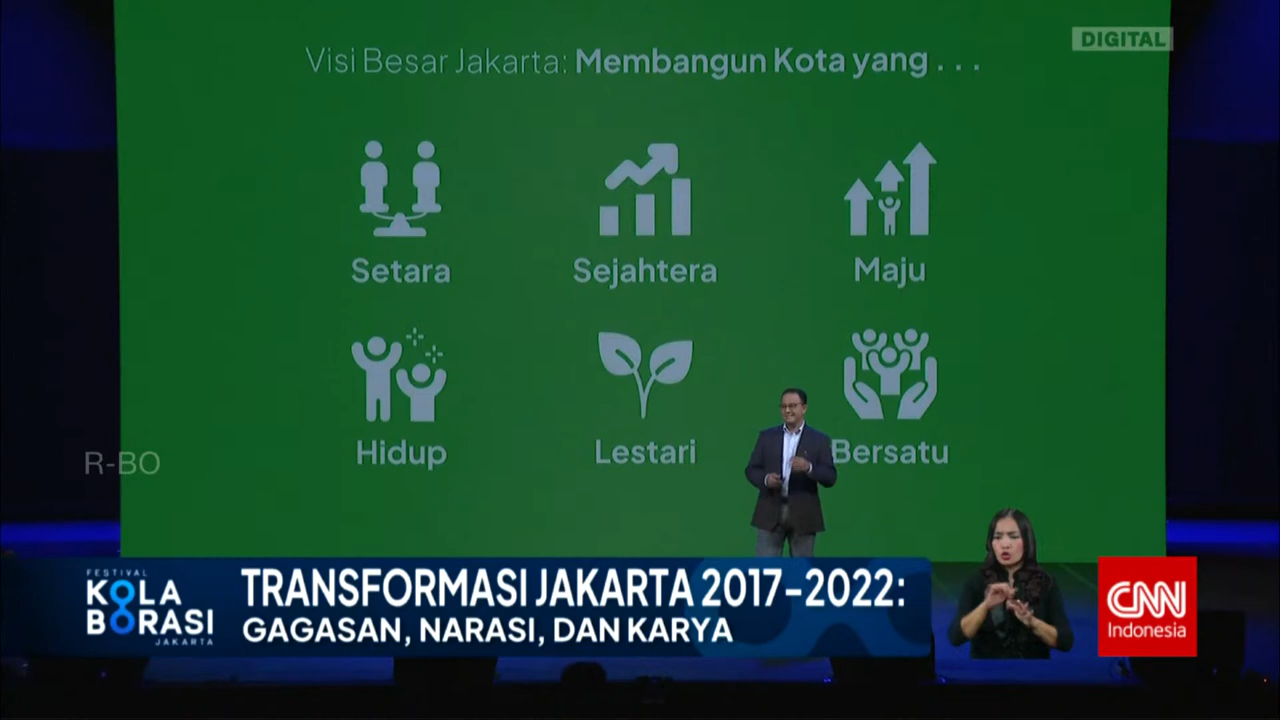 DIGITAL
Visi Besar Jakarta: Membangun Kota yang . . .
Setara
Sejahtera
Maju
Hidup
Lestari
Bersatu
R-BO
FESTIVAL
KOLA
BORASI
JAKARTA
TRANSFORMASI JAKARTA 2017-2022:
GAGASAN, NARASI, DAN KARYA
CNN
Indonesia